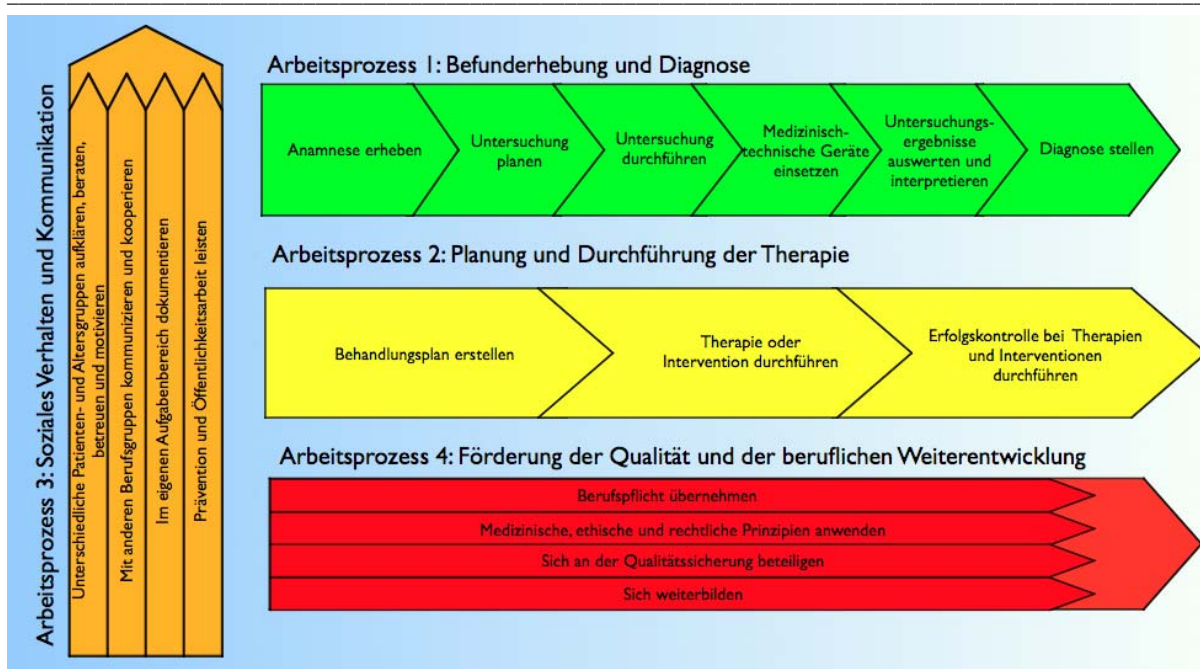 Arbeitsprozess 3: Soziales Verhalten und Kommunikation
Unterschiedliche Patienten- und Altersgruppen aufklären, beraten,
betreuen und motivieren
Mit anderen Berufsgruppen kommunizieren und kooperieren
Im eigenen Aufgabenbereich dokumentieren
Prävention und Öffentlichkeitsarbeit leisten
Arbeitsprozess 1: Befunderhebung und Diagnose
Anamnese erheben
Untersuchung
planen
Untersuchung
durchführen
Medizinisch-
technische Geräte
einsetzen
Untersuchungs-
ergebnisse
auswerten und
interpretieren
Diagnose stellen
Arbeitsprozess 2: Planung und Durchführung der Therapie
Behandlungsplan erstellen
Therapie oder
Intervention durchführen
Erfolgskontrolle bei Therapien
und Interventionen
durchführen
Arbeitsprozess 4: Förderung der Qualität und der beruflichen Weiterentwicklung
Berufspflicht übernehmen
Medizinische, ethische und rechtliche Prinzipien anwenden
Sich an der Qualitätssicherung beteiligen
Sich weiterbilden